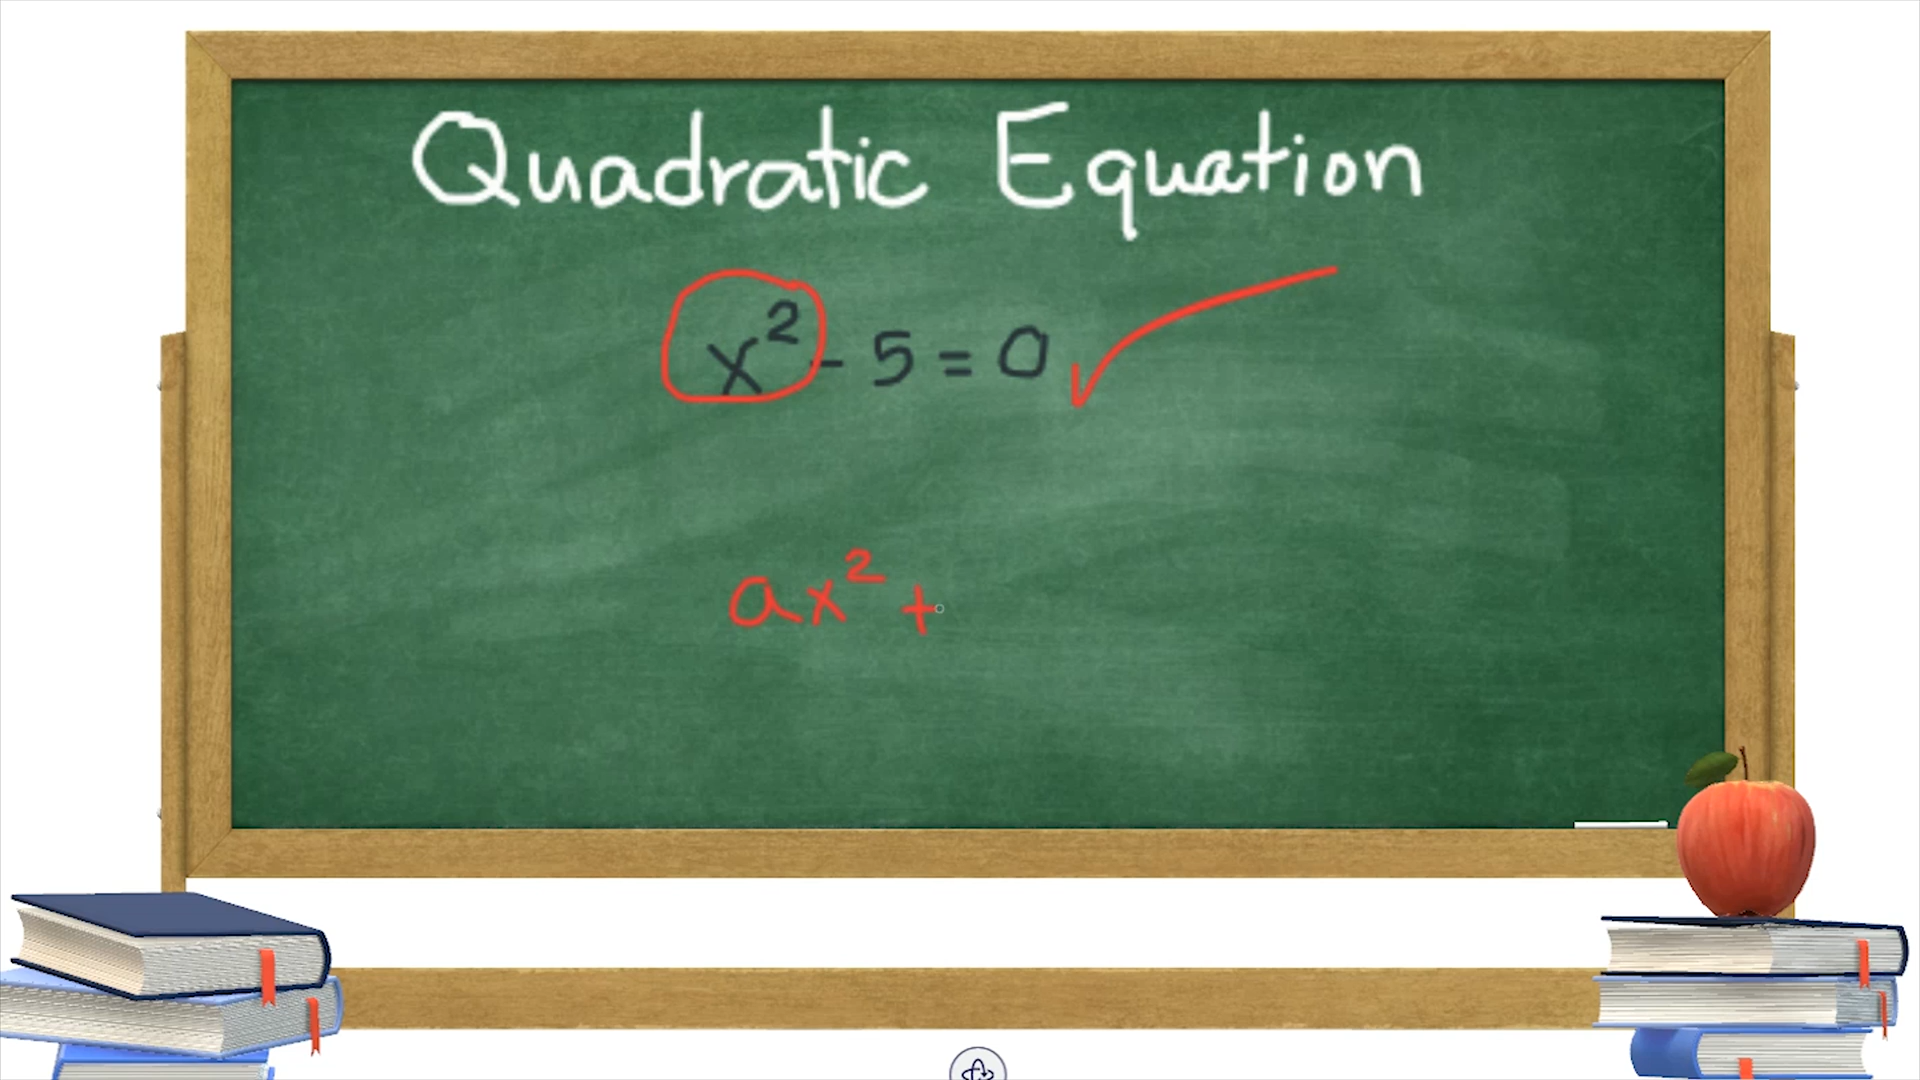 Quadratic Equation
x² - 5 = 0
ax² +